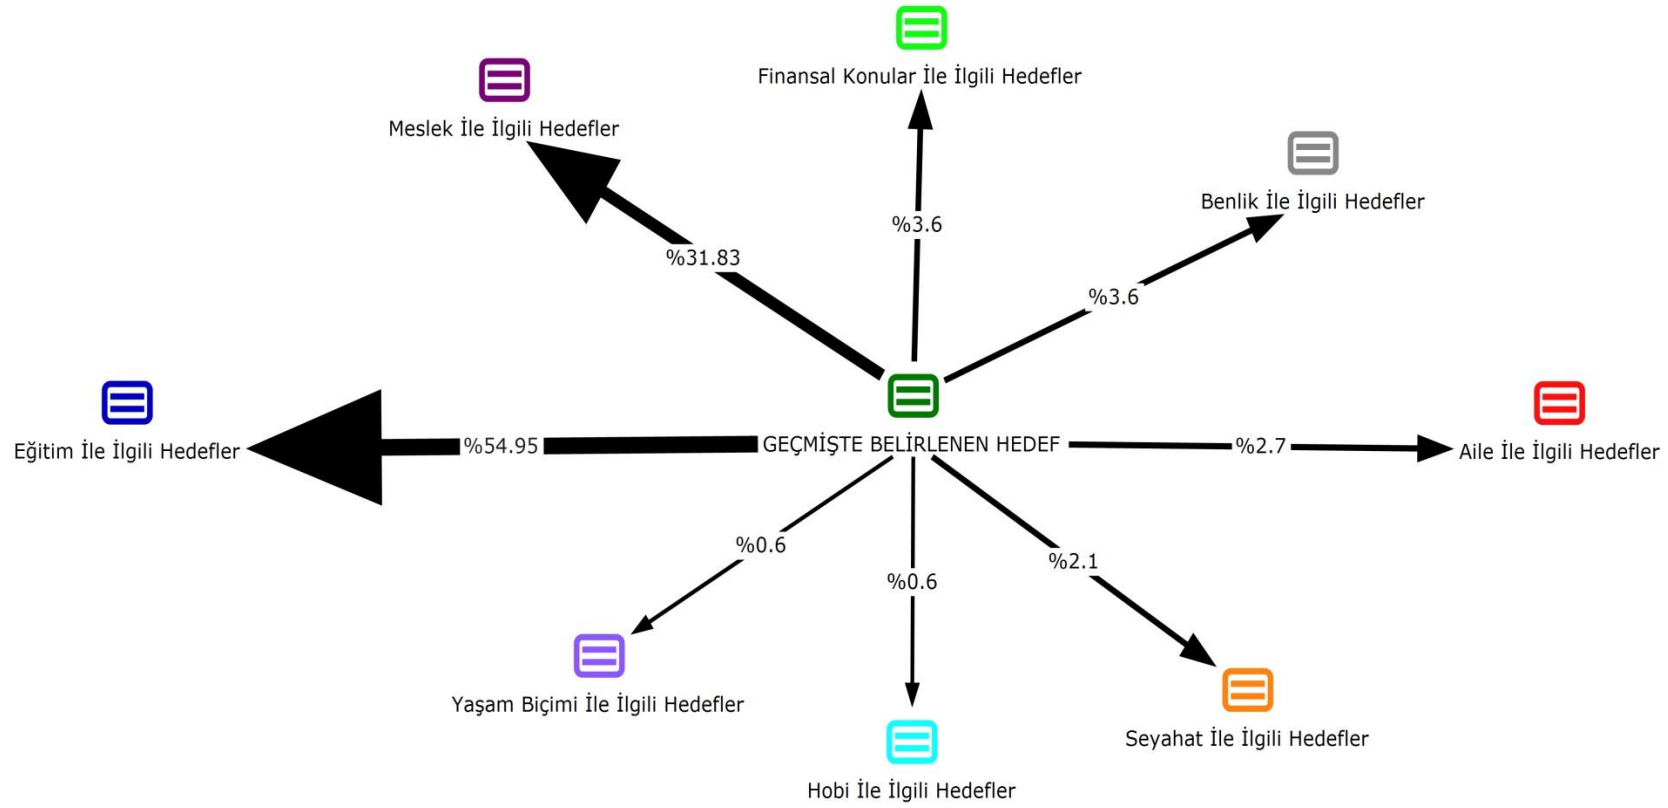 Finansal Konular İle İlgili Hedefler
Meslek İle İlgili Hedefler
Benlik İle İlgili Hedefler
%3.6
%31.83
%3.6
Eğitim İle İlgili Hedefler
%54.95
GEÇMİŞTE BELİRLENEN HEDEF
%2.7
Aile İle İlgili Hedefler
%0.6
%0.6
%2.1
Yaşam Biçimi İle İlgili Hedefler
Seyahat İle İlgili Hedefler
Hobi İle İlgili Hedefler